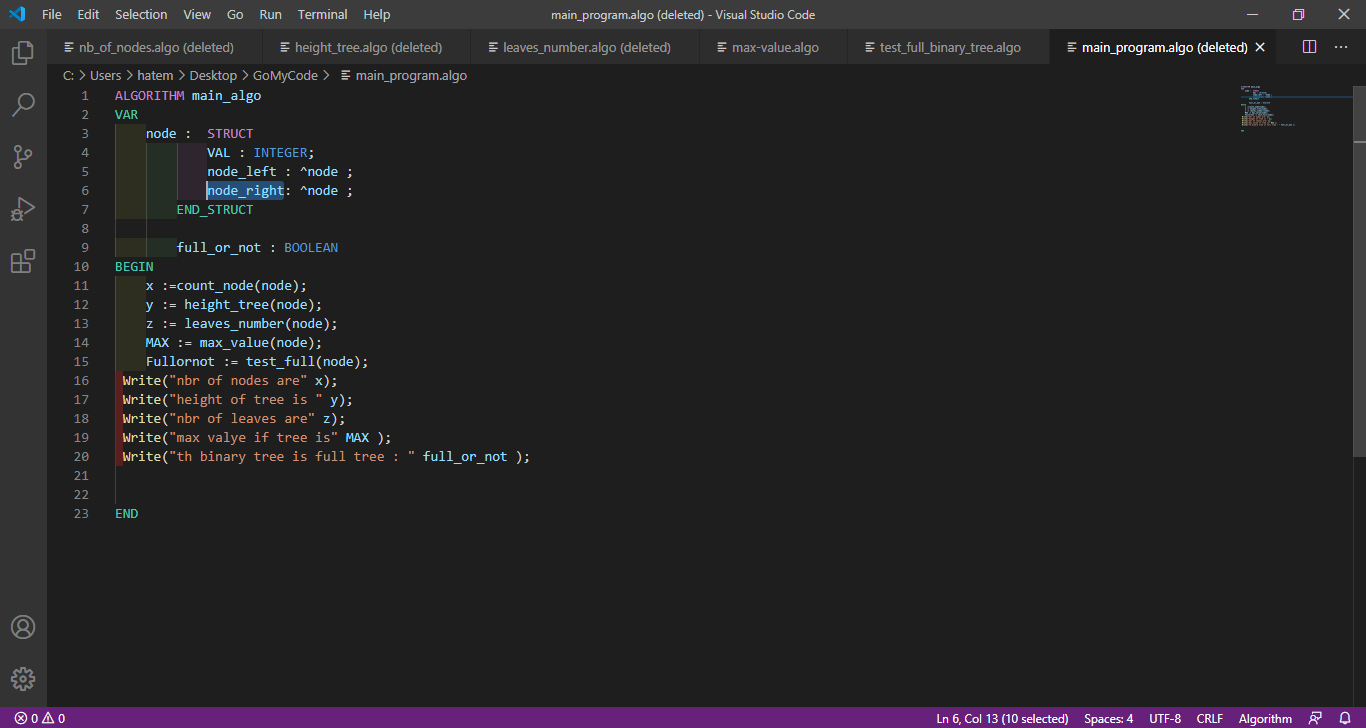 File Edit Selection View Go Run Terminal Help main_program.algo (deleted) - Visual Studio Code
nb_of_nodes.algo (deleted) height_tree.algo (deleted) leaves_number.algo (deleted) max-value.algo test_full_binary_tree.algo main_program.algo (deleted)
C: > Users > hatem > Desktop > GoMyCode > main_program.algo
1 ALGORITHM main_algo
2 VAR
3 node : STRUCT
4 VAL : INTEGER;
5 node_left : ^node ;
6 node_right: ^node ;
7 END_STRUCT
8
9 full_or_not : BOOLEAN
10 BEGIN
11 x :=count_node(node);
12 y := height_tree(node);
13 z := leaves_number(node);
14 MAX := max_value(node);
15 Fullornot := test_full(node);
16 Write("nbr of nodes are" x);
17 Write("height of tree is " y);
18 Write("nbr of leaves are" z);
19 Write("max valye if tree is" MAX );
20 Write("th binary tree is full tree : " full_or_not );
21
22
23 END
0 0 Ln 6, Col 13 (10 selected) Spaces: 4 UTF-8 CRLF Algorithm